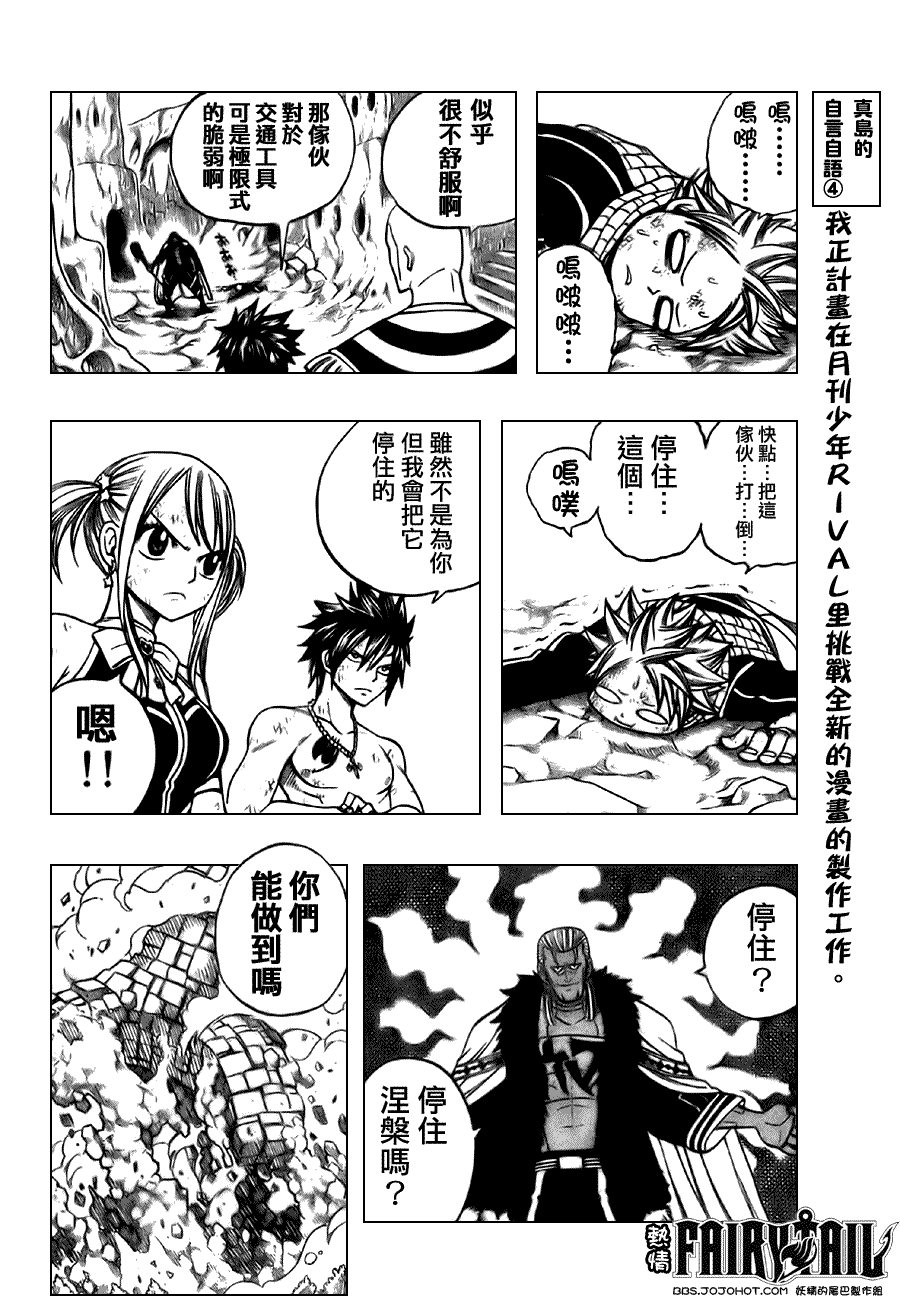 真島的
自言自語④
我正計畫在月刊少年RIVAL里挑戰全新的漫畫的製作工作。
嗚……
嗚啵………
嗚啵啵…
似乎
很不舒服啊
那傢伙
對於
交通工具
可是極限式
的脆弱啊
あぁぁ
快點…把這
傢伙…打…倒…
停住…
這個…
嗚噗
雖然不是為你
但我會把它
停住的
嗯!!
停住?
停住
涅槃嗎?
你們
能做到嗎
熱情
FAIRY TAIL
BBS.JOJOHOT.COM 妖精的尾巴製作組